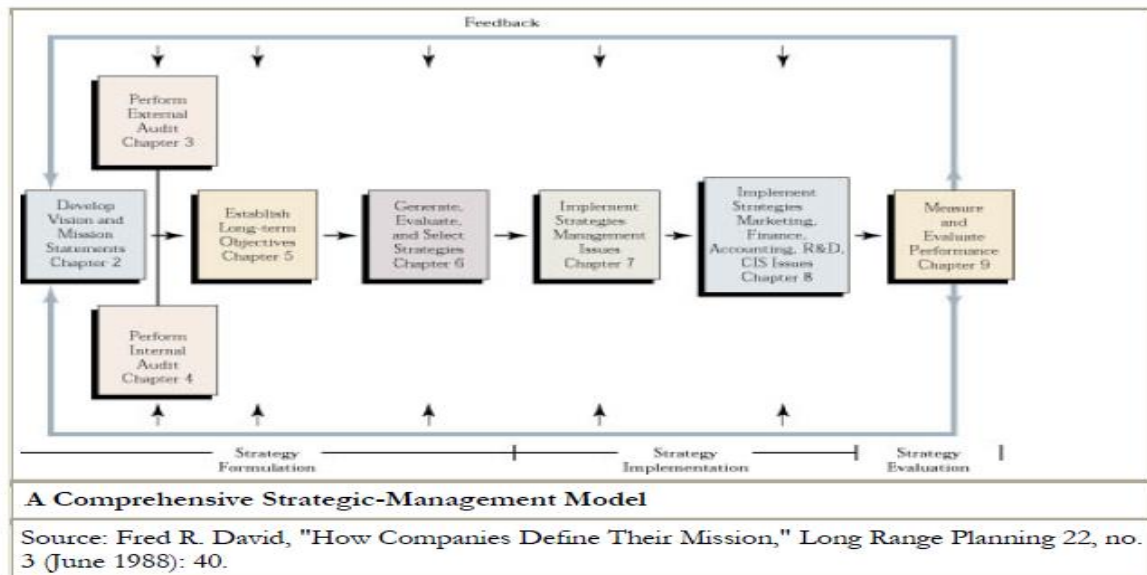 Feedback
Perform
External
Audit
Chapter 3
Develop
Vision and
Mission
Statements
Chapter 2
Establish
Long-term
Objectives
Chapter 5
Generate,
Evaluate,
and Select
Strategies
Chapter 6
Implement
Strategies
Management
Issues
Chapter 7
Implement
Strategies
Marketing,
Finance,
Accounting, R&D,
CIS Issues
Chapter 8
Measure
and
Evaluate
Performance
Chapter 9
Perform
Internal
Audit
Chapter 4
Strategy
Formulation
Strategy
Implementation
Strategy
Evaluation
A Comprehensive Strategic-Management Model
Source: Fred R. David, "How Companies Define Their Mission," Long Range Planning 22, no.
3 (June 1988): 40.